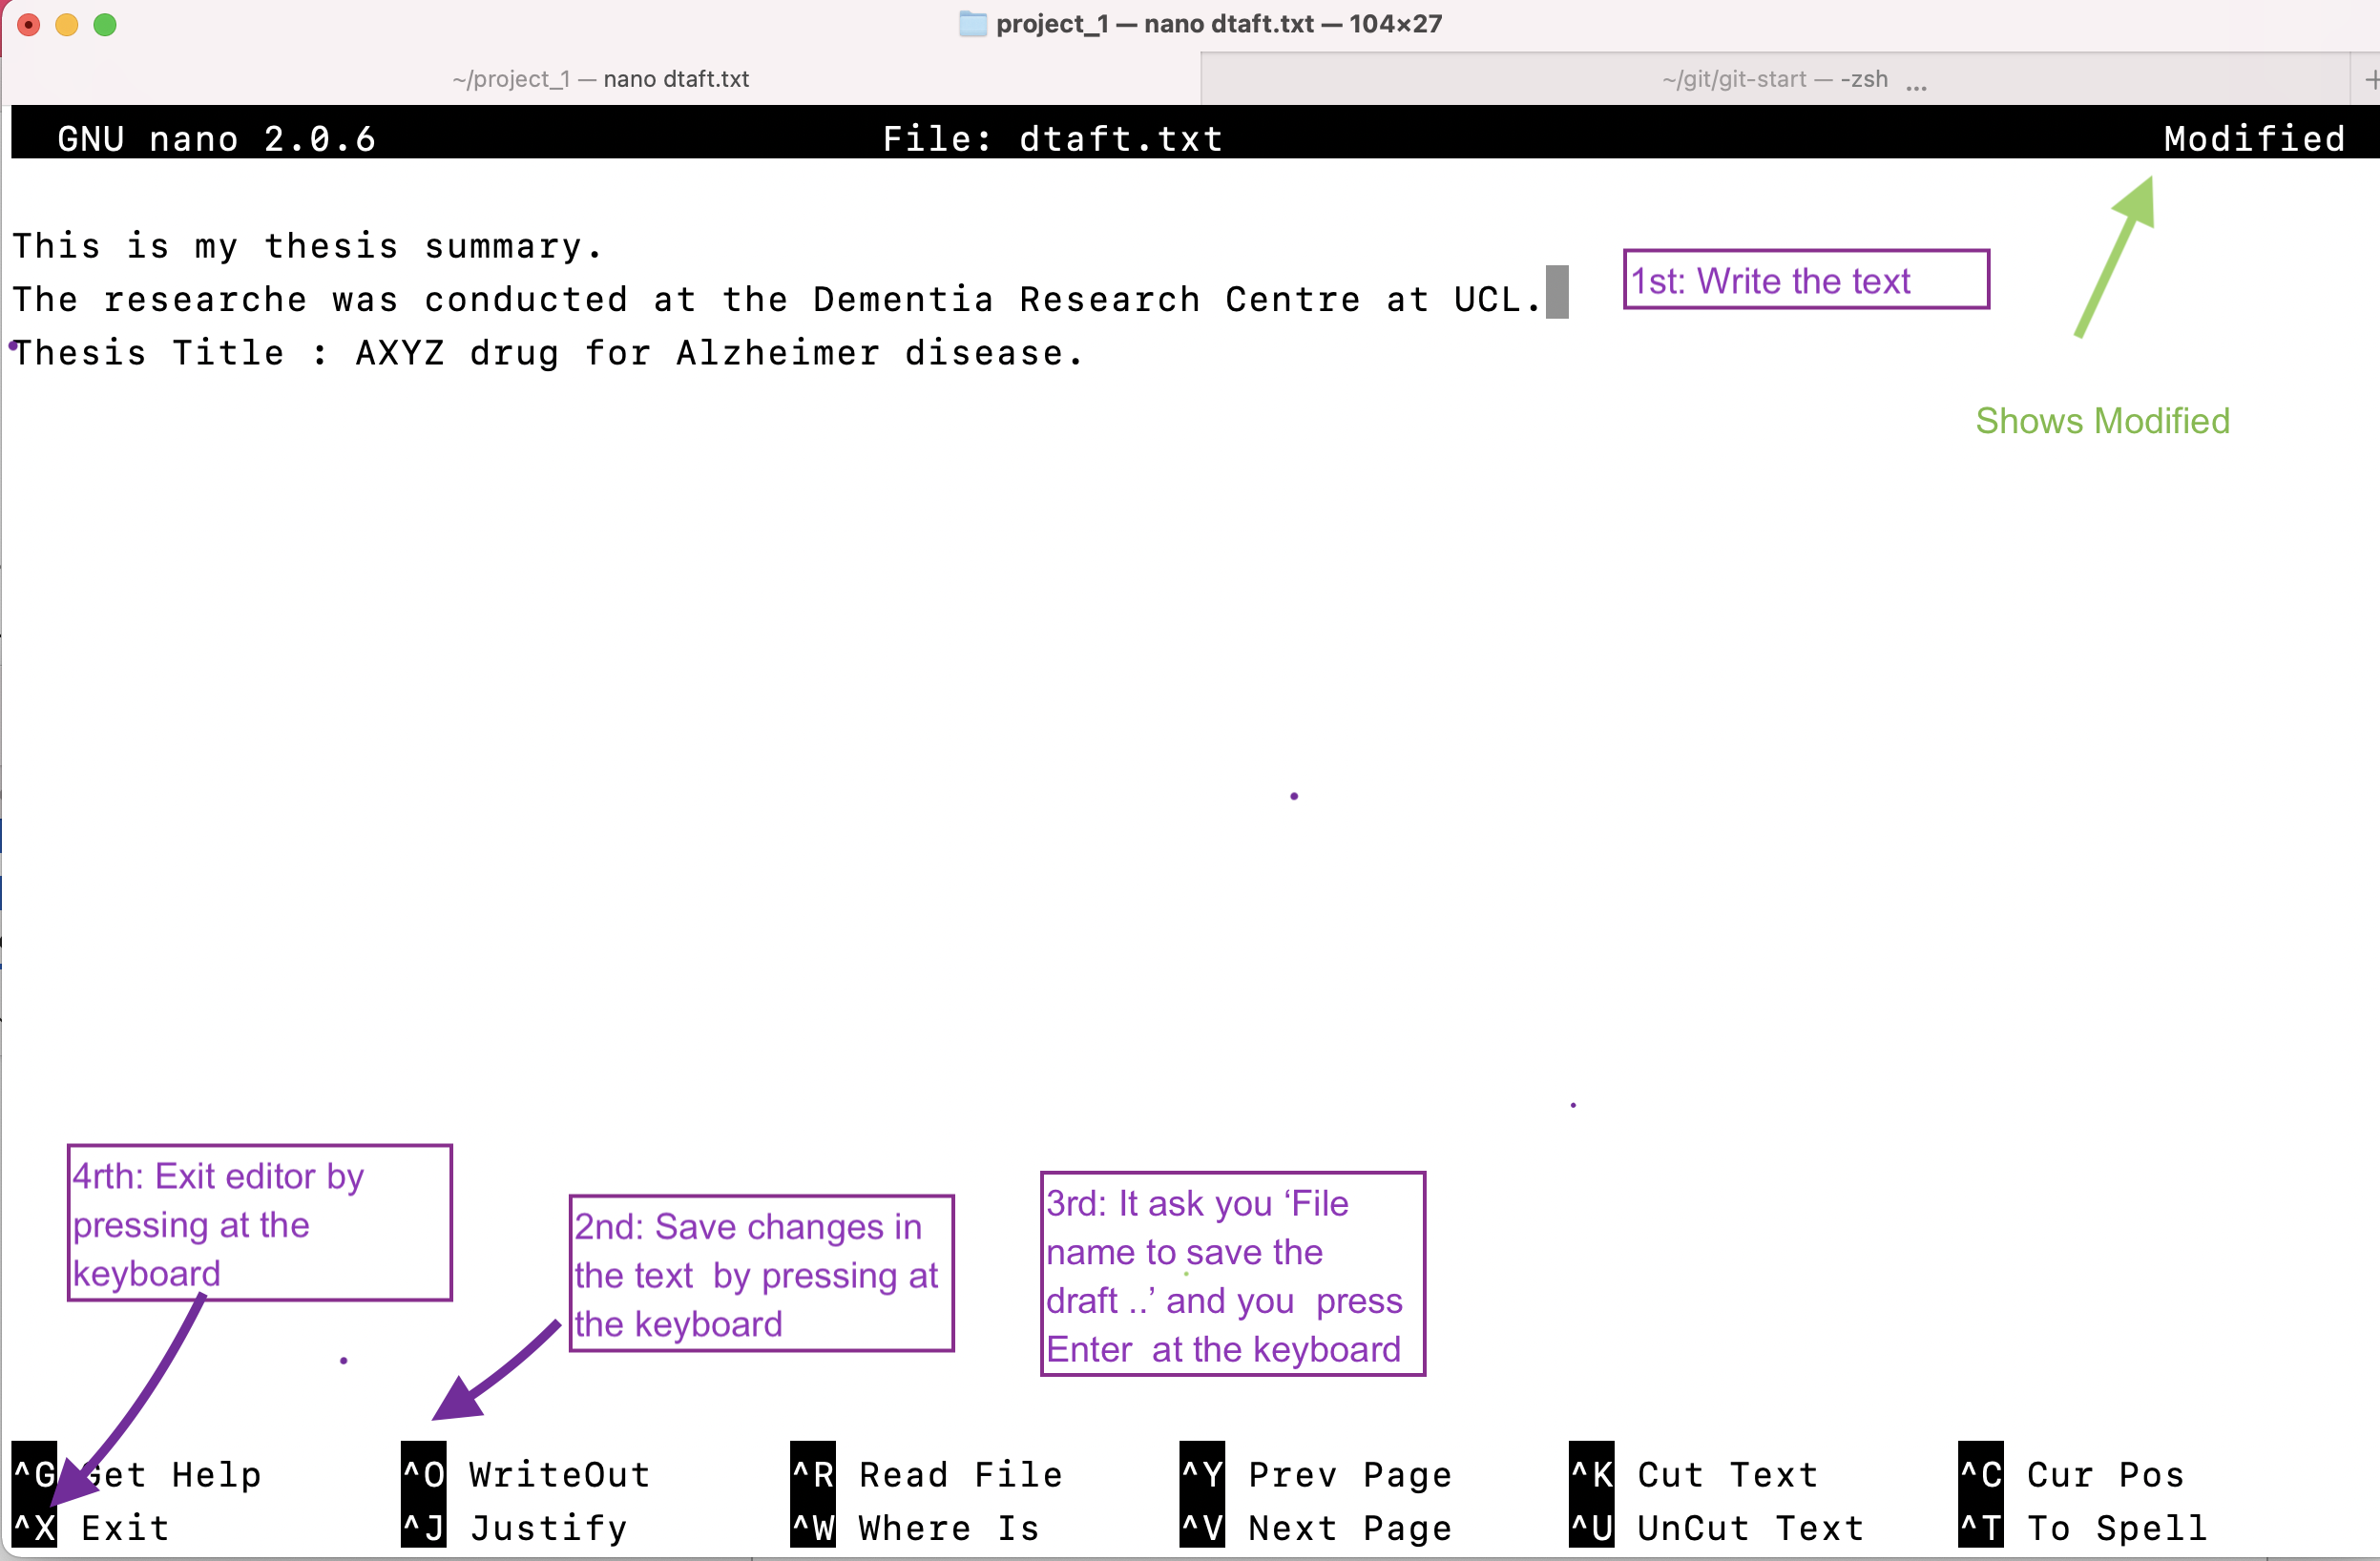 project_1 — nano dtaft.txt — 104×27
~/project_1 — nano dtaft.txt
~/git/git-start — -zsh ...
+
GNU nano 2.0.6 File: dtaft.txt Modified
This is my thesis summary.
The researche was conducted at the Dementia Research Centre at UCL.
Thesis Title : AXYZ drug for Alzheimer disease.
1st: Write the text
Shows Modified
4rth: Exit editor by
pressing at the
keyboard
2nd: Save changes in
the text by pressing at
the keyboard
3rd: It ask you ‘File
name to save the
draft ..’ and you press
Enter at the keyboard
^G Get Help ^O WriteOut ^R Read File ^Y Prev Page ^K Cut Text ^C Cur Pos
^X Exit ^J Justify ^W Where Is ^V Next Page ^U UnCut Text ^T To Spell